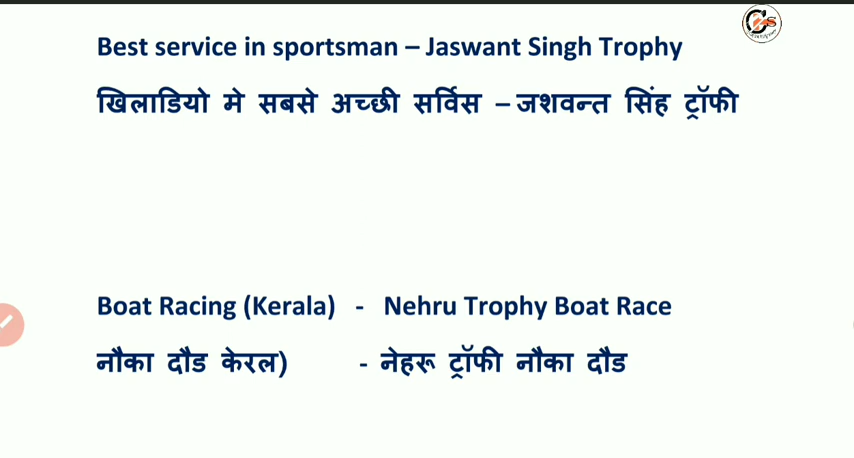 Best service in sportsman – Jaswant Singh Trophy
खिलाडियो मे सबसे अच्छी सर्विस – जशवन्त सिंह ट्रॉफी
Boat Racing (Kerala) - Nehru Trophy Boat Race
नौका दौड केरल) - नेहरू ट्रॉफी नौका दौड